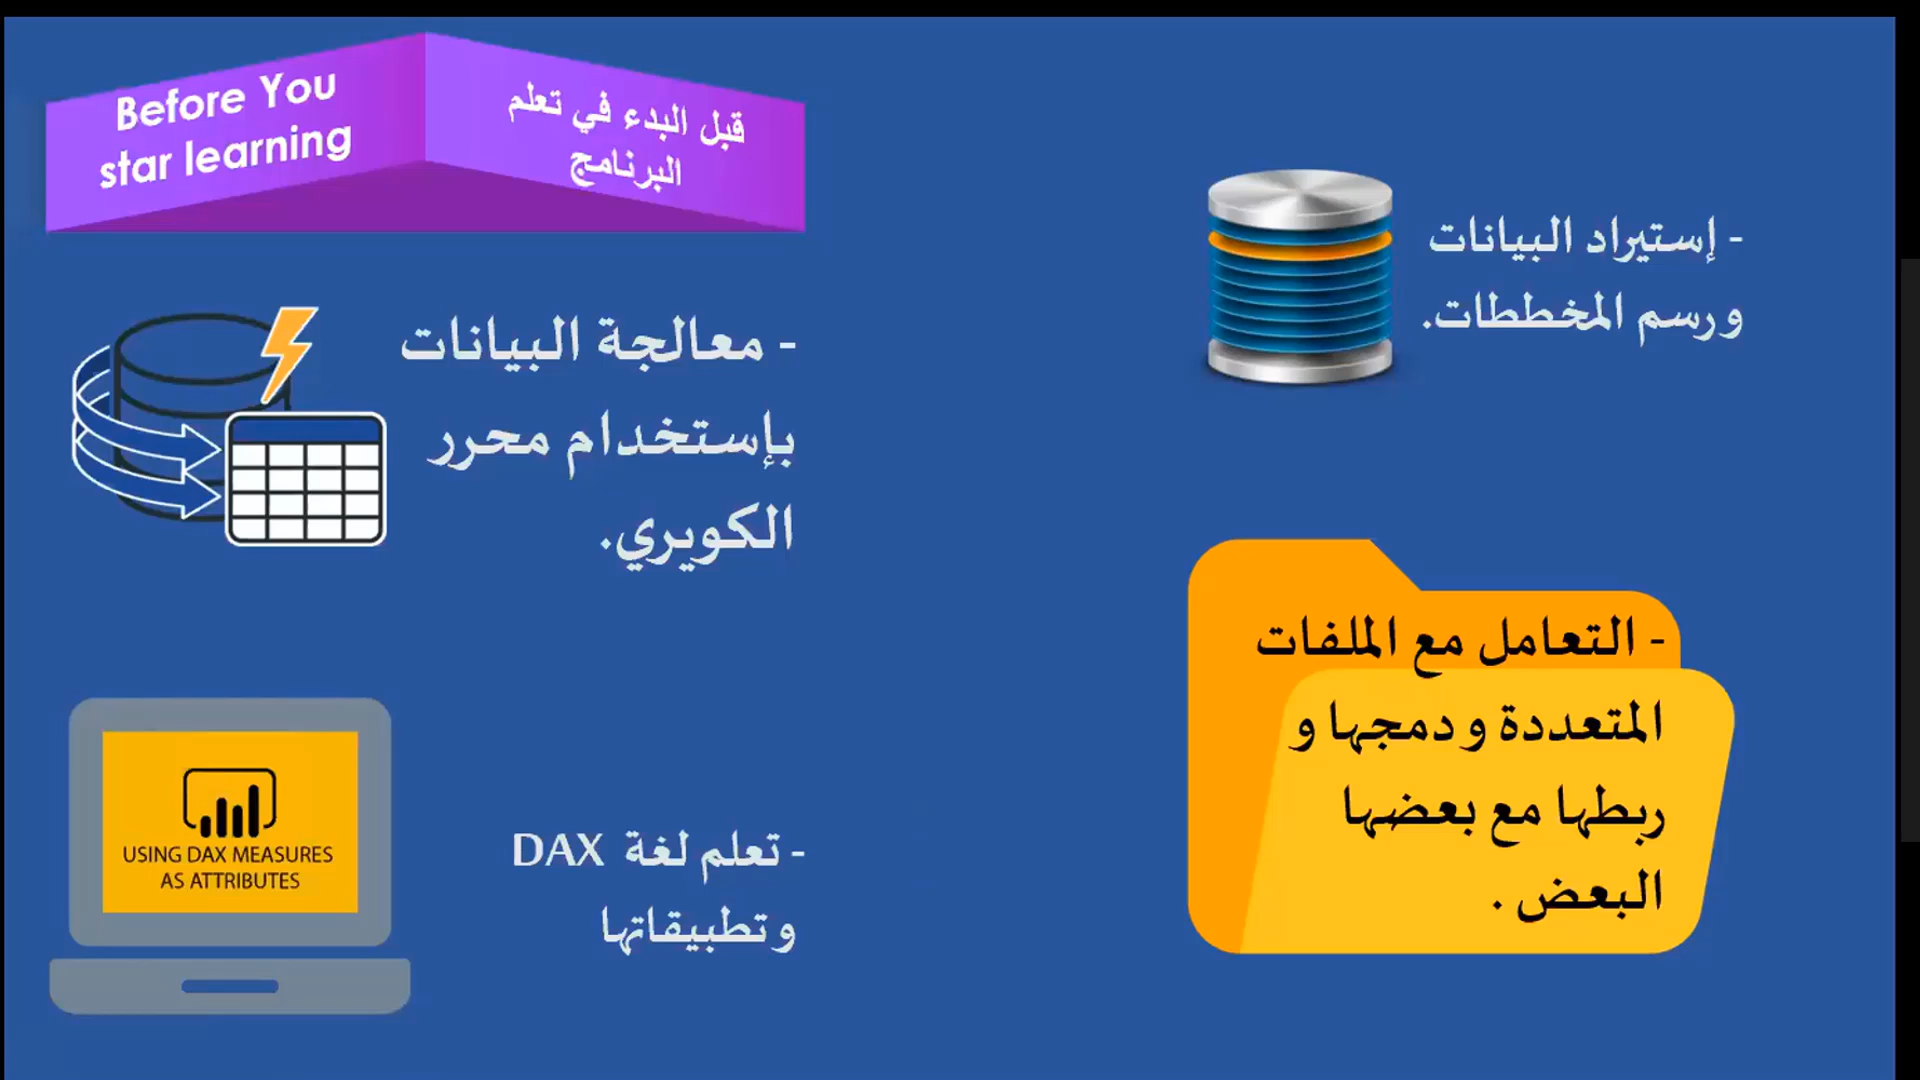 Before You
star learning
قبل البدء في تعلم
البرنامج
- إستيراد البيانات
ورسم المخططات.
- معالجة البيانات
بإستخدام محرر
الكويري.
- التعامل مع الملفات
المتعددة و دمجها و
ربطها مع بعضها
البعض .
- تعلم لغة DAX
و تطبيقاتها
USING DAX MEASURES
AS ATTRIBUTES